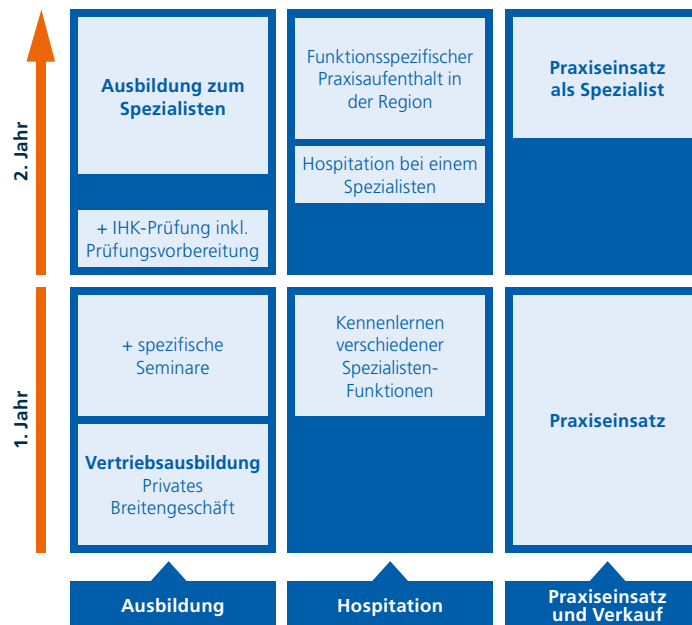 2. Jahr
Ausbildung zum
Spezialisten
+ IHK-Prüfung inkl.
Prüfungsvorbereitung
Funktionsspezifischer
Praxisaufenthalt in
der Region
Hospitation bei einem
Spezialisten
Praxiseinsatz
als Spezialist
1. Jahr
+ spezifische
Seminare
Vertriebsausbildung
Privates
Breitengeschäft
Kennenlernen
verschiedener
Spezialisten-
Funktionen
Praxiseinsatz
Ausbildung
Hospitation
Praxiseinsatz
und Verkauf